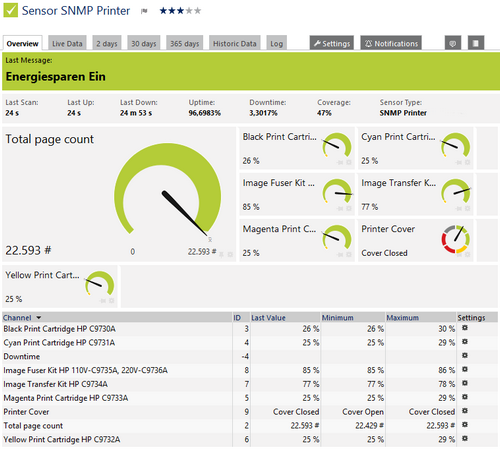 Sensor SNMP Printer
Overview Live Data 2 days 30 days 365 days Historic Data Log Settings Notifications
Last Message:
Energiesparen Ein
Last Scan: Last Up: Last Down: Uptime: Downtime: Coverage: Sensor Type:
24 s 24 s 24 m 53 s 96,6983% 3,3017% 47% SNMP Printer
Total page count
22.593 #
0 22.593 #
Black Print Cartri...
26 %
Cyan Print Cartri...
25 %
Image Fuser Kit ...
85 %
Image Transfer K...
77 %
Magenta Print C...
25 %
Printer Cover
Cover Closed
Yellow Print Cart...
25 %
Channel ID Last Value Minimum Maximum Settings
Black Print Cartridge HP C9730A 3 26 % 26 % 30 %
Cyan Print Cartridge HP C9731A 4 25 % 25 % 29 %
Downtime -4
Image Fuser Kit HP 110V-C9735A, 220V-C9736A 8 85 % 85 % 86 %
Image Transfer Kit HP C9734A 7 77 % 77 % 78 %
Magenta Print Cartridge HP C9733A 5 25 % 25 % 29 %
Printer Cover 9 Cover Closed Cover Open Cover Closed
Total page count 2 22.593 # 22.429 # 22.593 #
Yellow Print Cartridge HP C9732A 6 25 % 25 % 29 %